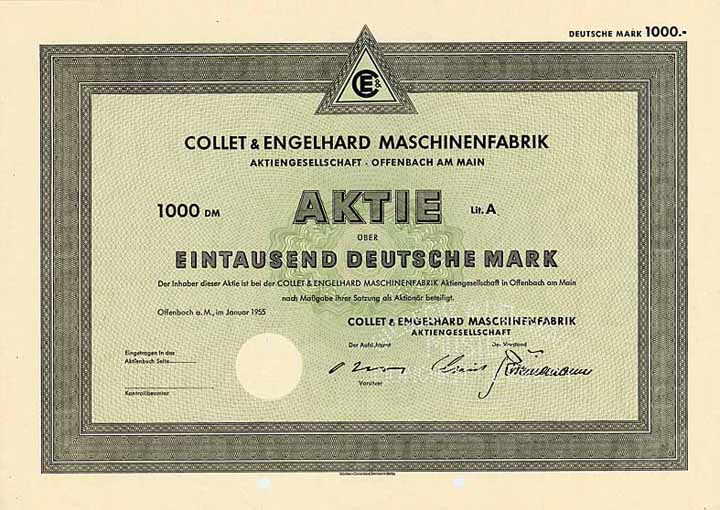 DEUTSCHE MARK 1000.-
CE&
COLLET & ENGELHARD MASCHINENFABRIK
AKTIENGESELLSCHAFT · OFFENBACH AM MAIN
1000 DM AKTIE Lit. A
ÜBER
EINTAUSEND DEUTSCHE MARK
Der Inhaber dieser Aktie ist bei der COLLET & ENGELHARD MASCHINENFABRIK Aktiengesellschaft in Offenbach am Main
nach Maßgabe ihrer Satzung als Aktionär beteiligt.
Offenbach a. M., im Januar 1955
COLLET & ENGELHARD MASCHINENFABRIK
AKTIENGESELLSCHAFT
Der Aufsichtsrat Der Vorstand
Eingetragen in das
Aktienbuch Seite
Vorsitzer
Kontrollbeamter